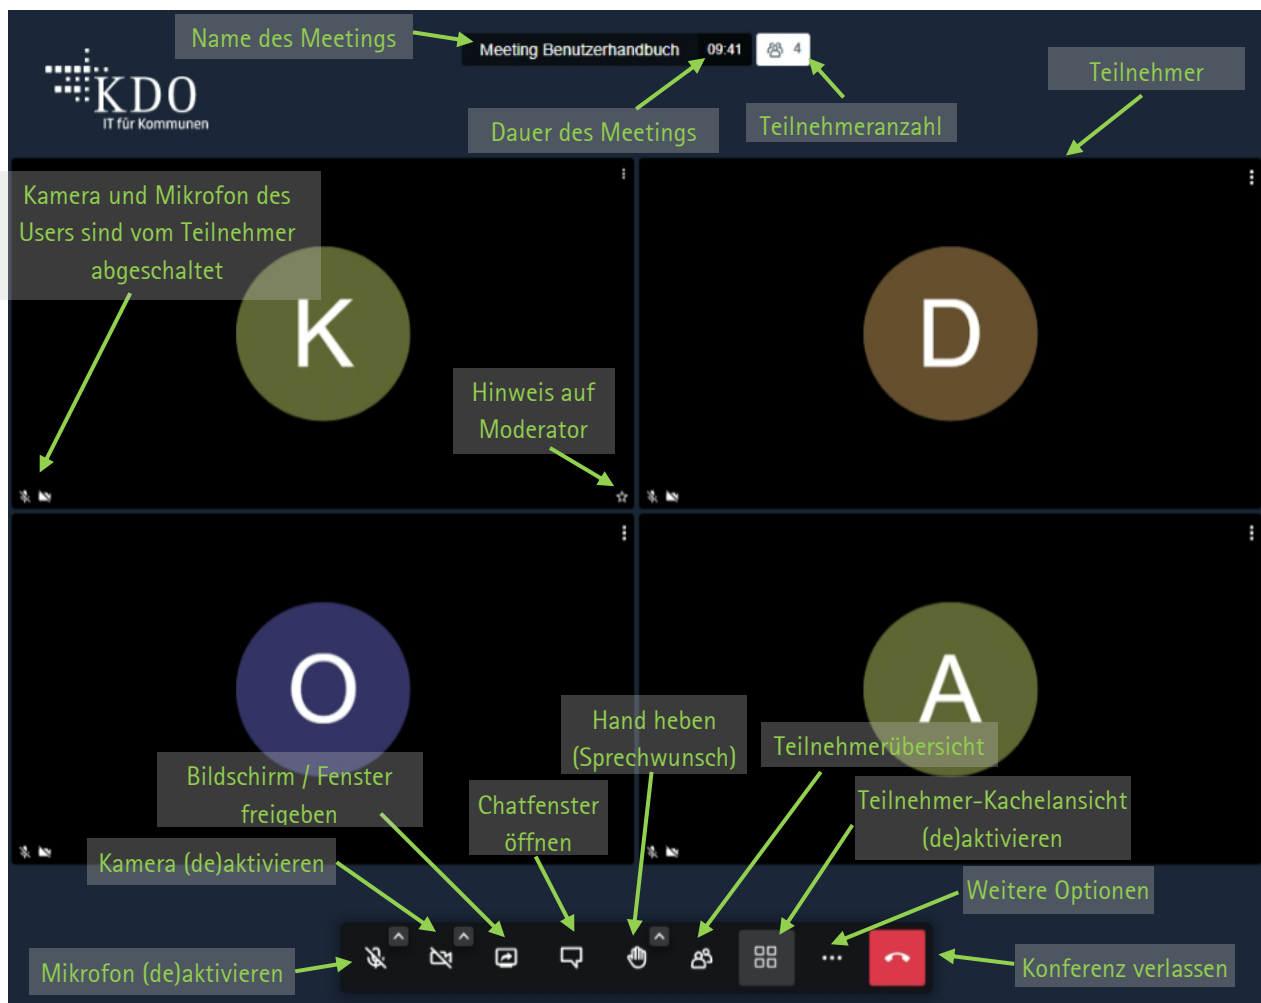 Name des Meetings
Meeting Benutzerhandbuch 09:41 4
Teilnehmer
KDO
IT für Kommunen
Dauer des Meetings
Teilnehmeranzahl
Kamera und Mikrofon des
Users sind vom Teilnehmer
abgeschaltet
K
D
Hinweis auf
Moderator
O
A
Hand heben
(Sprechwunsch)
Teilnehmerübersicht
Bildschirm / Fenster
freigeben
Chatfenster
öffnen
Teilnehmer-Kachelansicht
(de)aktivieren
Kamera (de)aktivieren
Weitere Optionen
Mikrofon (de)aktivieren
Konferenz verlassen